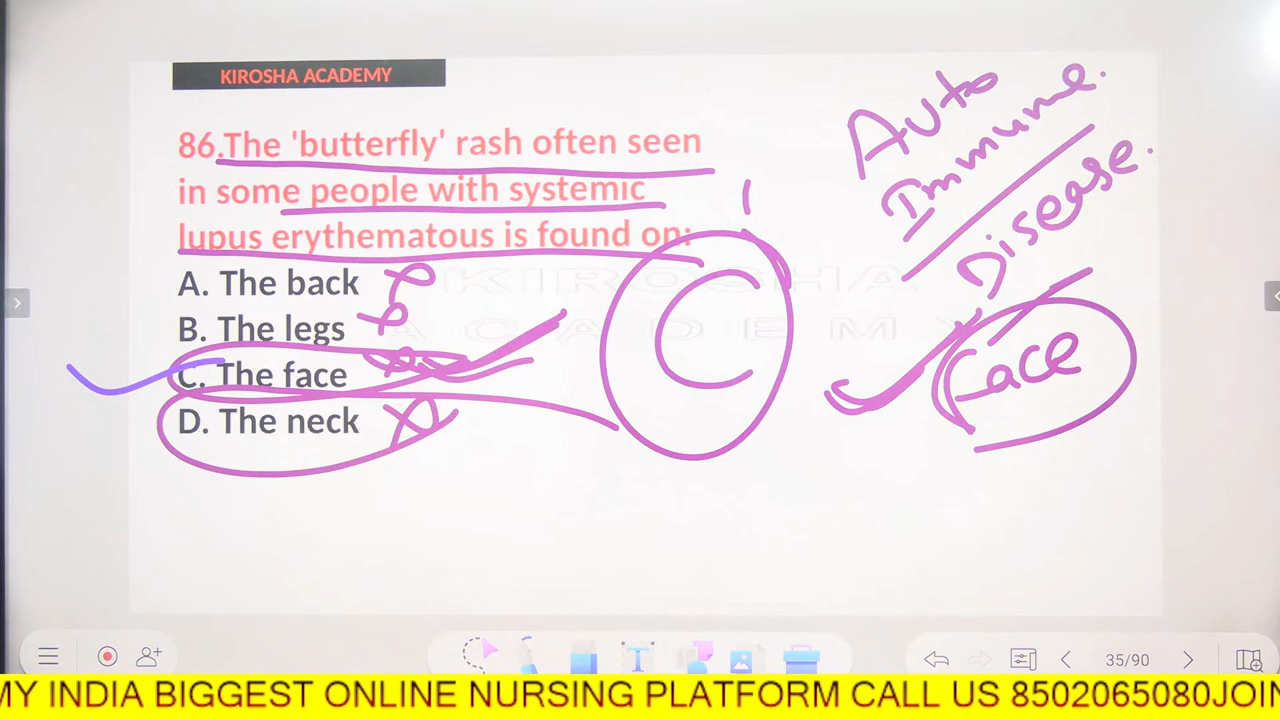 KIROSHA ACADEMY
86.The 'butterfly' rash often seen
in some people with systemic
lupus erythematous is found on:
A. The back
B. The legs
C. The face
D. The neck
KIROSHA
ACADEMY
C
Auto
Immune.
Disease.
Face
35/90
MY INDIA BIGGEST ONLINE NURSING PLATFORM CALL US 8502065080JOIN